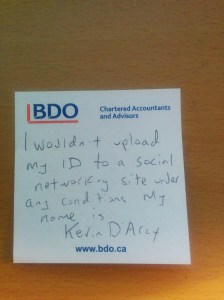 BDO
Chartered Accountants
and Advisors
I wouldn't upload
my ID to a social
networking site under
any conditions My
name is
Kevin D'Arcy
www.bdo.ca